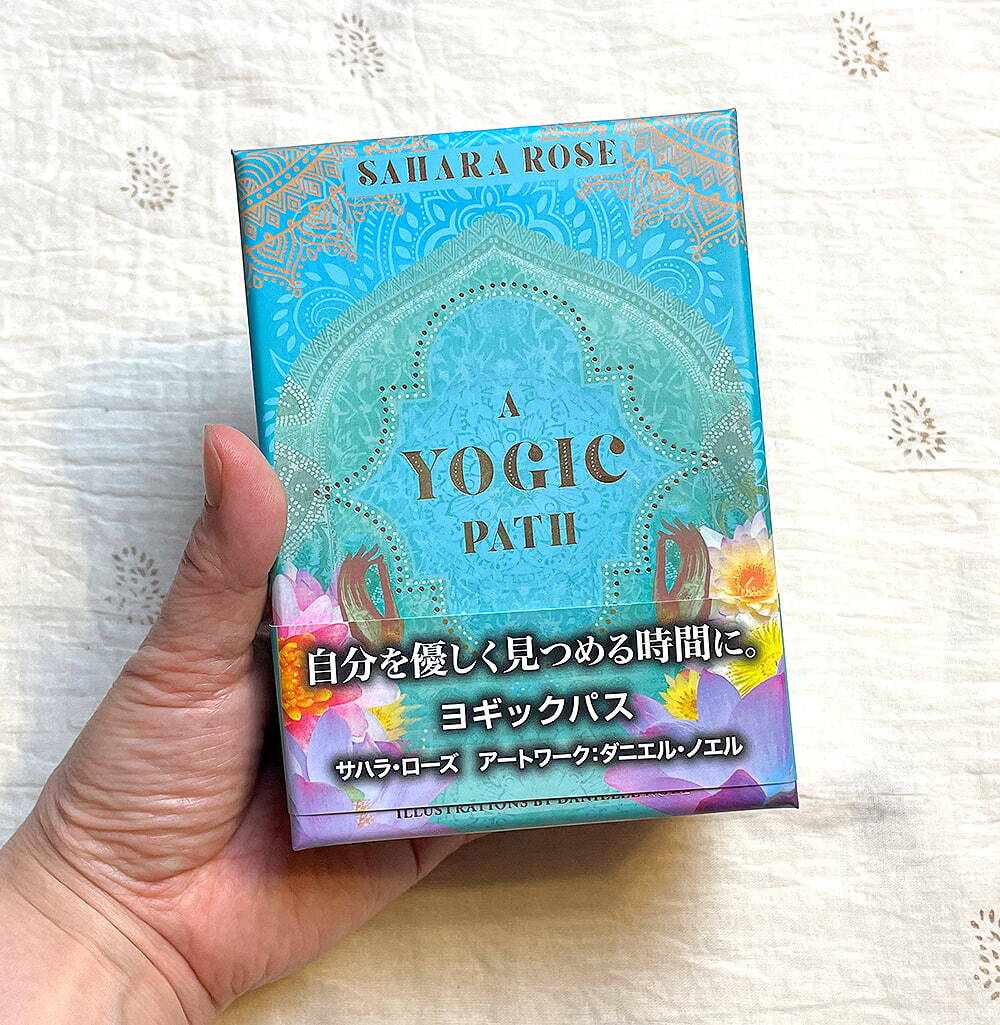 SAHARA ROSE
A
YOGIC
PATH
自分を優しく見つめる時間に。
ヨギックパス
サハラ・ローズ アートワーク:ダニエル・ノエル
ILLUSTRATIONS BY